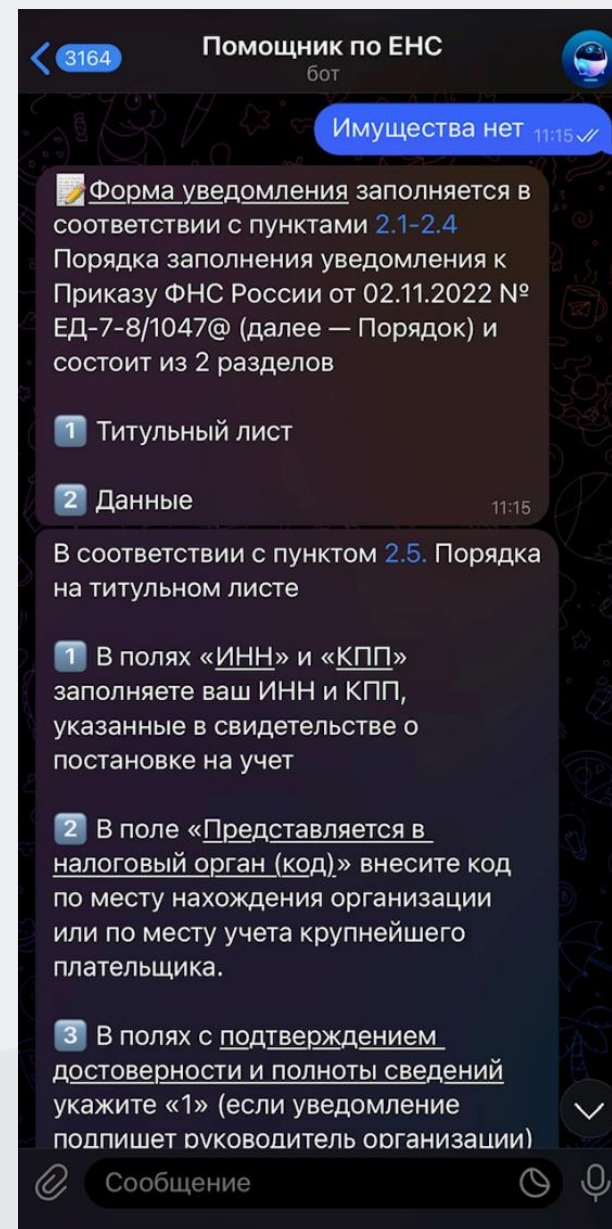 3164
Помощник по ЕНС
бот
Имущества нет 11:15
📝Форма уведомления заполняется в
соответствии с пунктами 2.1-2.4
Порядка заполнения уведомления к
Приказу ФНС России от 02.11.2022 №
ЕД-7-8/1047@ (далее — Порядок) и
состоит из 2 разделов
1 Титульный лист
2 Данные
11:15
В соответствии с пунктом 2.5. Порядка
на титульном листе
1 В полях «ИНН» и «КПП»
заполняете ваш ИНН и КПП,
указанные в свидетельстве о
постановке на учет
2 В поле «Представляется в
налоговый орган (код)» внесите код
по месту нахождения организации
или по месту учета крупнейшего
плательщика.
3 В полях с подтверждением
достоверности и полноты сведений
укажите «1» (если уведомление
подпишет руководитель организации)
Сообщение